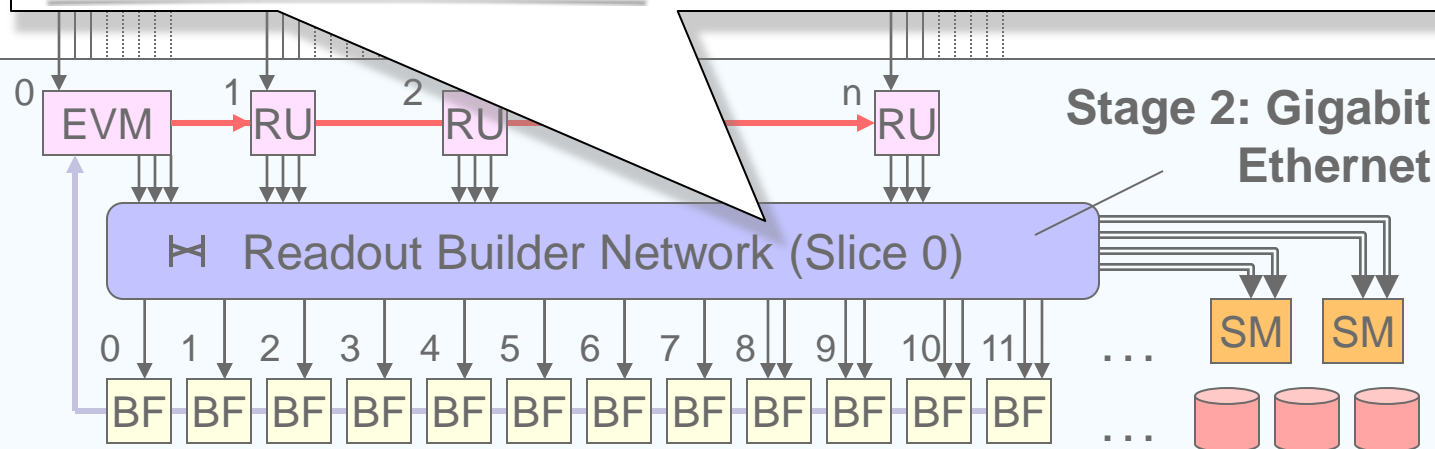 0 1 2 n
EVM RU RU RU
Stage 2: Gigabit
Ethernet
Readout Builder Network (Slice 0)
SM SM
0 1 2 3 4 5 6 7 8 9 10 11 ...
BF BF BF BF BF BF BF BF BF BF BF BF ...